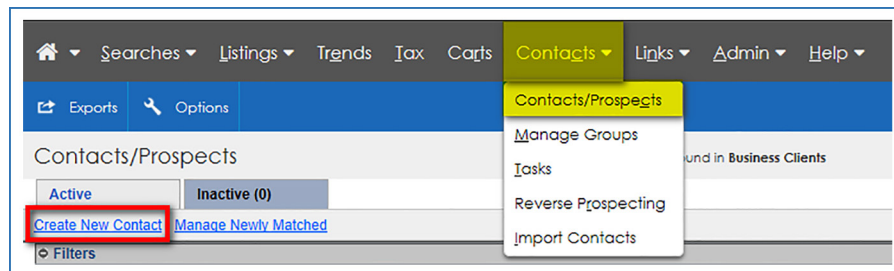 Searches Listings Trends Tax Carts Contacts Links Admin Help
Exports Options
Contacts/Prospects
Manage Groups
Tasks
Reverse Prospecting
Import Contacts
Contacts/Prospects
und in Business Clients
Active Inactive (0)
Create New Contact Manage Newly Matched
Filters